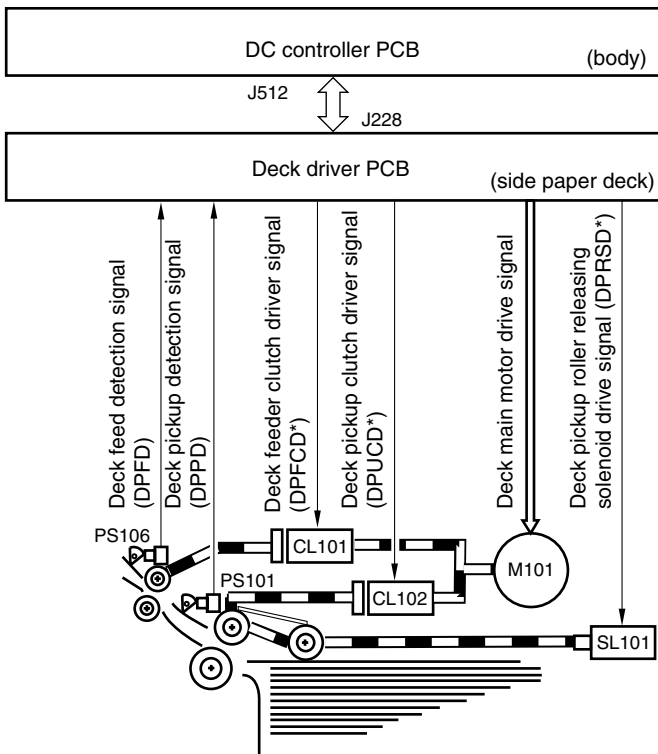 DC controller PCB
(body)
J512
J228
Deck driver PCB
(side paper deck)
Deck feed detection signal
(DPFD)
Deck pickup detection signal
(DPPD)
Deck feeder clutch driver signal
(DPFCD*)
Deck pickup clutch driver signal
(DPUCD*)
Deck main motor drive signal
Deck pickup roller releasing
solenoid drive signal (DPRSD*)
PS106
CL101
PS101
M101
CL102
SL101